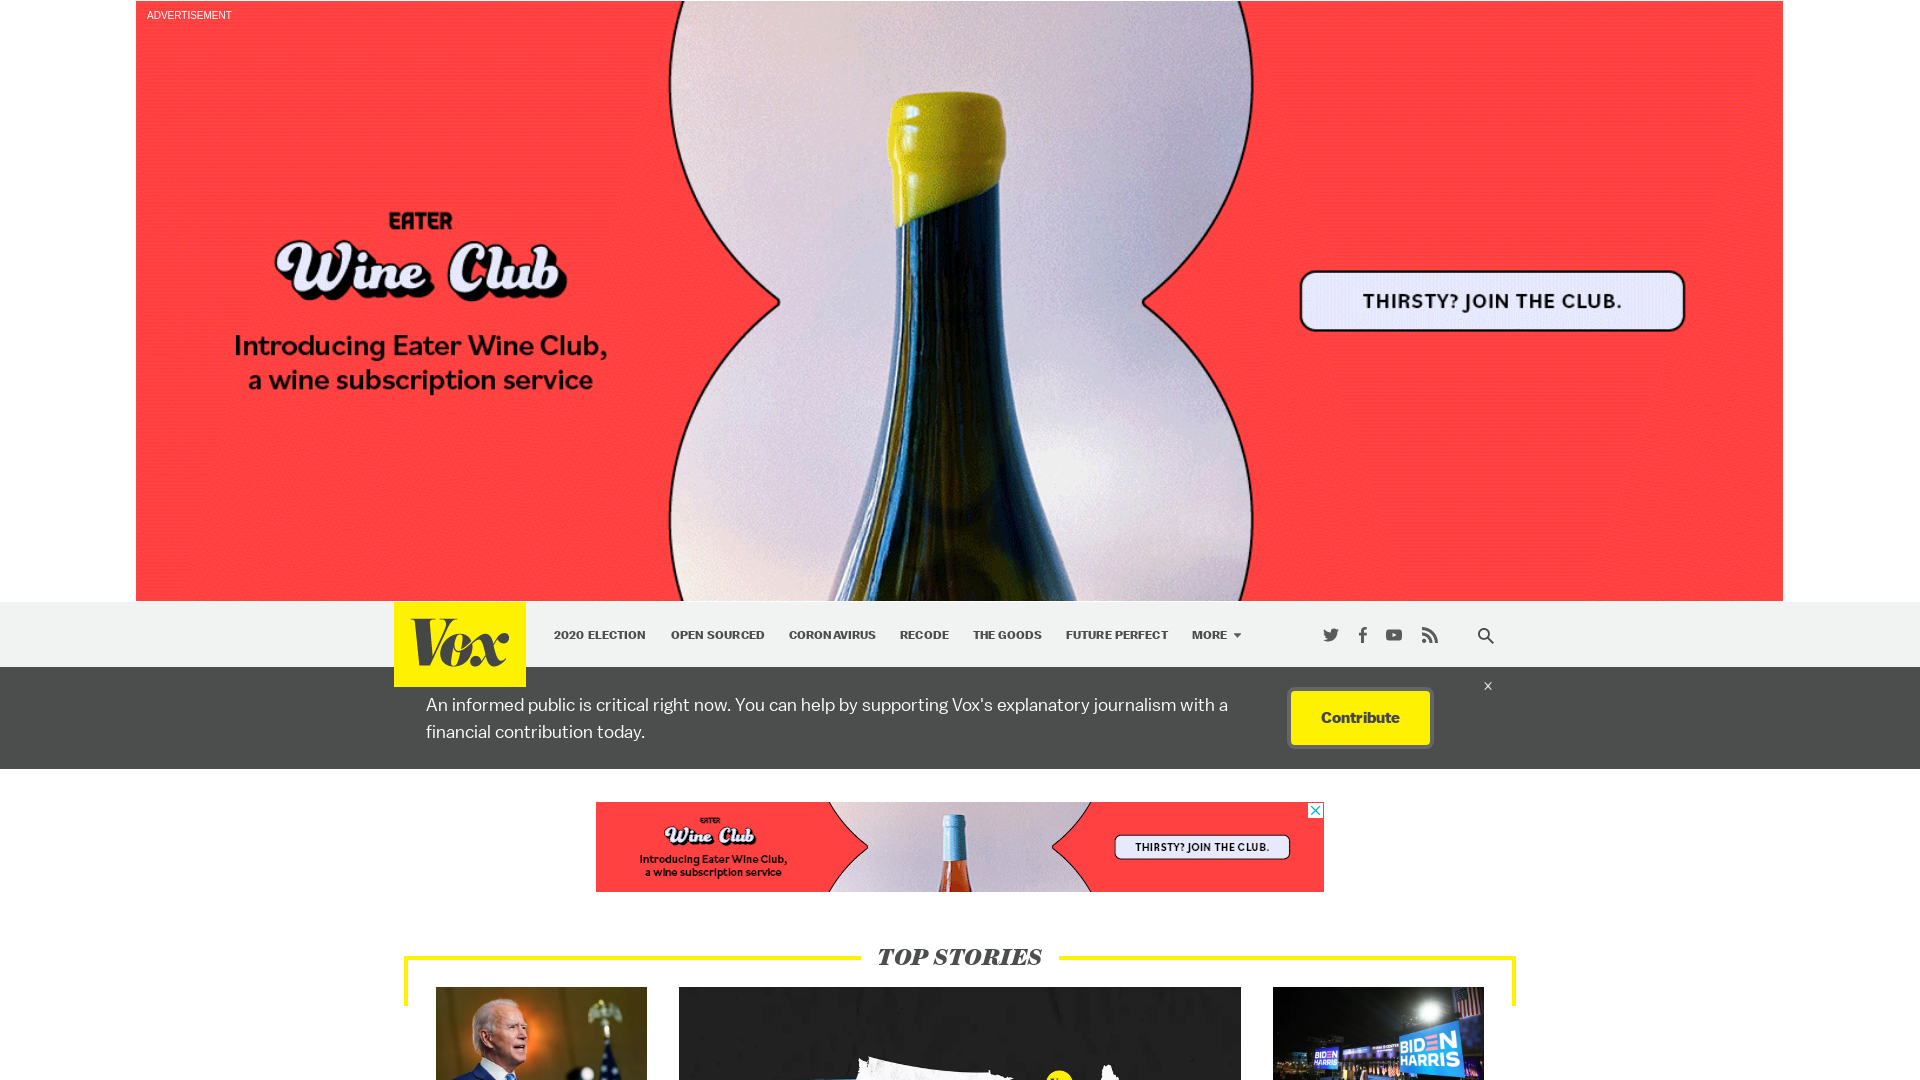 ADVERTISEMENT
EATER
Wine Club
Introducing Eater Wine Club,
a wine subscription service
THIRSTY? JOIN THE CLUB.
Vox
2020 ELECTION
OPEN SOURCED
CORONAVIRUS
RECODE
THE GOODS
FUTURE PERFECT
MORE
An informed public is critical right now. You can help by supporting Vox's explanatory journalism with a
financial contribution today.
Contribute
EATER
Wine Club
Introducing Eater Wine Club,
a wine subscription service
THIRSTY? JOIN THE CLUB.
TOP STORIES
BIDEN
HARRIS
BIDEN
HARRIS